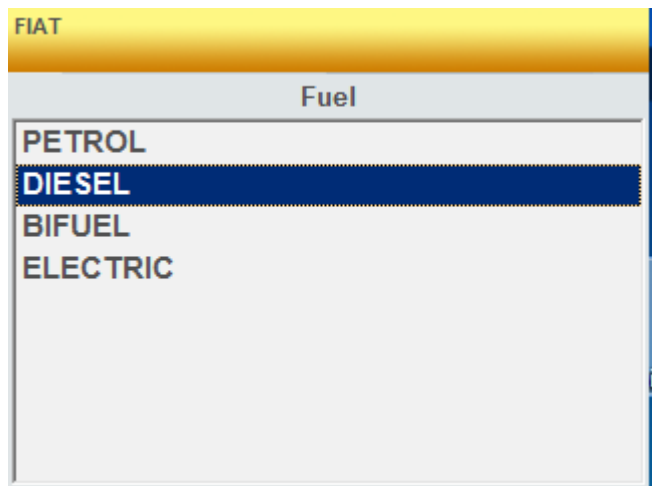 FIAT
Fuel
PETROL
DIESEL
BIFUEL
ELECTRIC